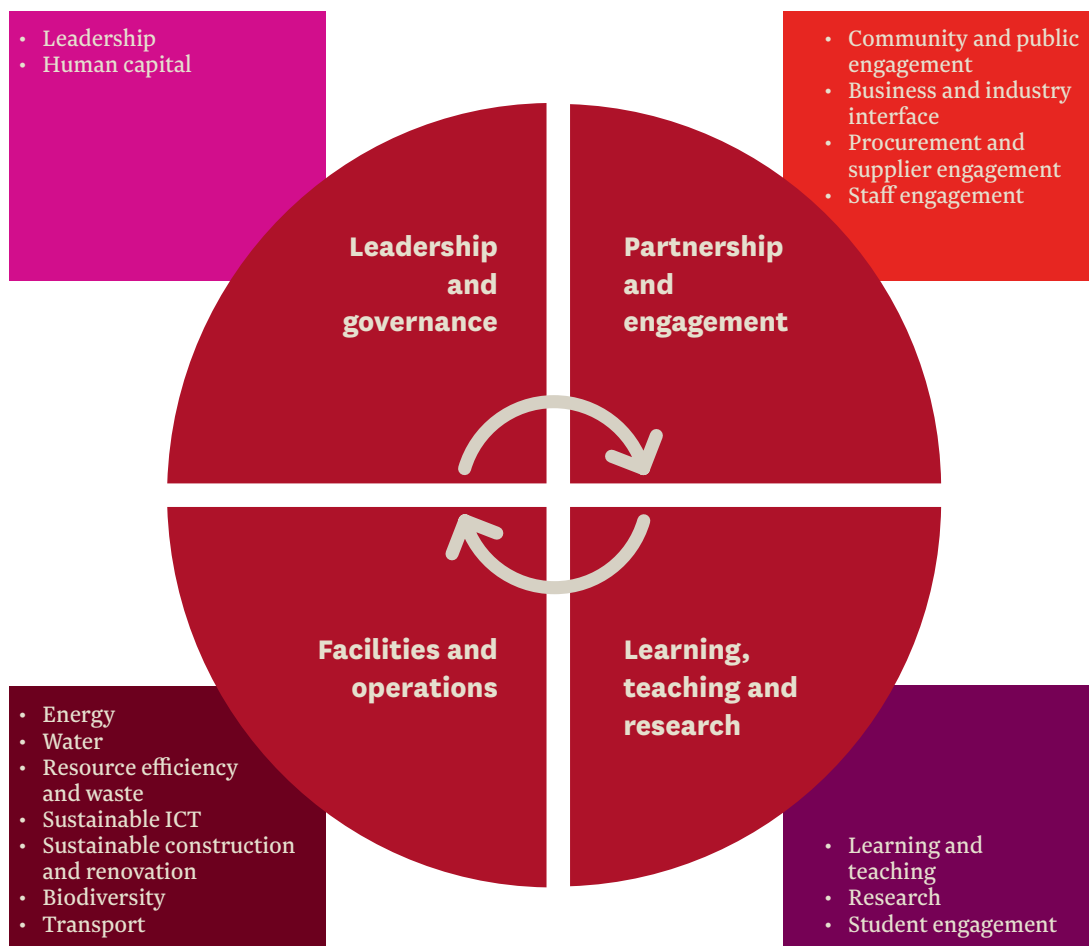 • Leadership
• Human capital
• Community and public
engagement
• Business and industry
interface
• Procurement and
supplier engagement
• Staff engagement
Leadership
and
governance
Partnership
and
engagement
Facilities and
operations
Learning,
teaching and
research
• Energy
• Water
• Resource efficiency
and waste
• Sustainable ICT
• Sustainable construction
and renovation
• Biodiversity
• Transport
• Learning and
teaching
• Research
• Student engagement